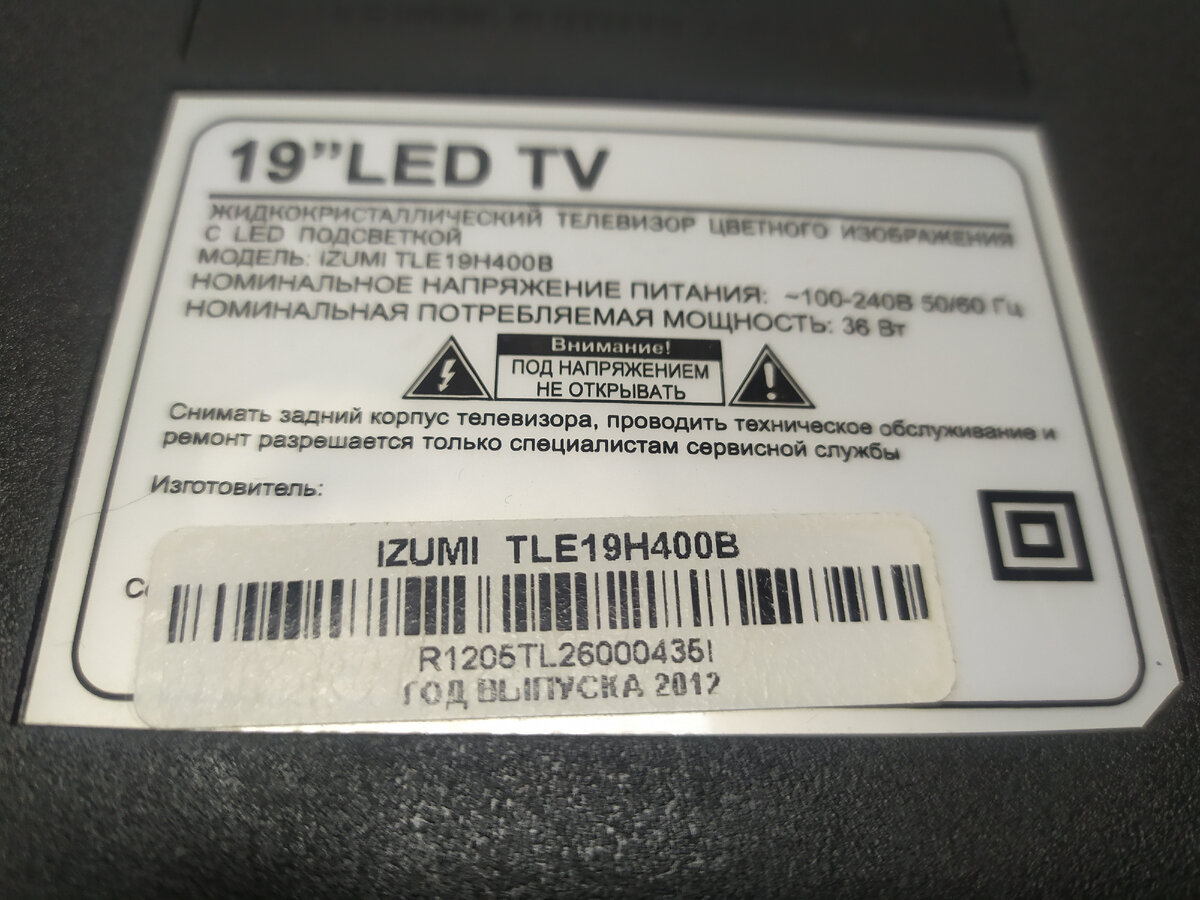 19”LED TV
ЖИДКОКРИСТАЛЛИЧЕСКИЙ ТЕЛЕВИЗОР ЦВЕТНОГО ИЗОБРАЖЕНИЯ
С LED ПОДСВЕТКОЙ
МОДЕЛЬ: IZUMI TLE19H400B
НОМИНАЛЬНОЕ НАПРЯЖЕНИЕ ПИТАНИЯ: ~100-240В 50/60 Гц
НОМИНАЛЬНАЯ ПОТРЕБЛЯЕМАЯ МОЩНОСТЬ: 36 Вт
Внимание!
ПОД НАПРЯЖЕНИЕМ
НЕ ОТКРЫВАТЬ
Снимать задний корпус телевизора, проводить техническое обслуживание и
ремонт разрешается только специалистам сервисной службы
Изготовитель:
IZUMI TLE19H400B
R1205TL26000435I
ГОД ВЫПУСКА 2012